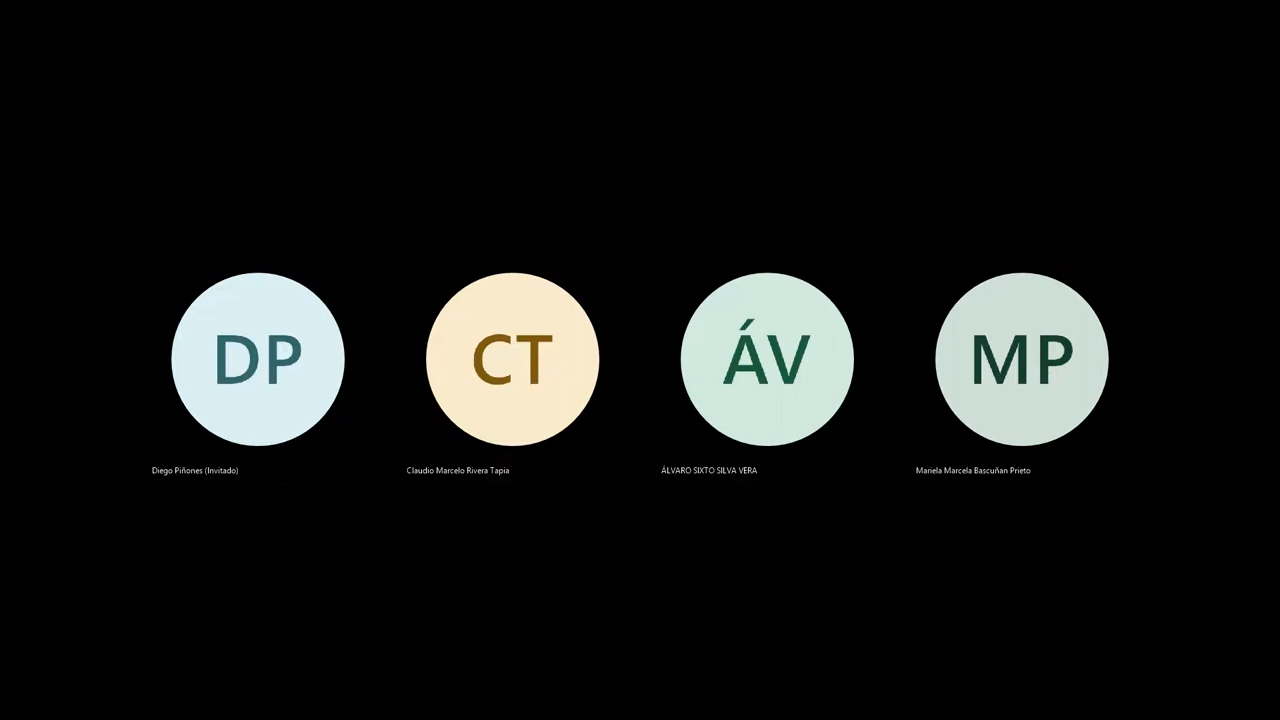 DP
CT
ÁV
MP
Diego Piñones (Invitado)
Claudio Marcelo Rivera Tapia
ÁLVARO SIXTO SILVA VERA
Mariela Marcela Bascuñan Prieto